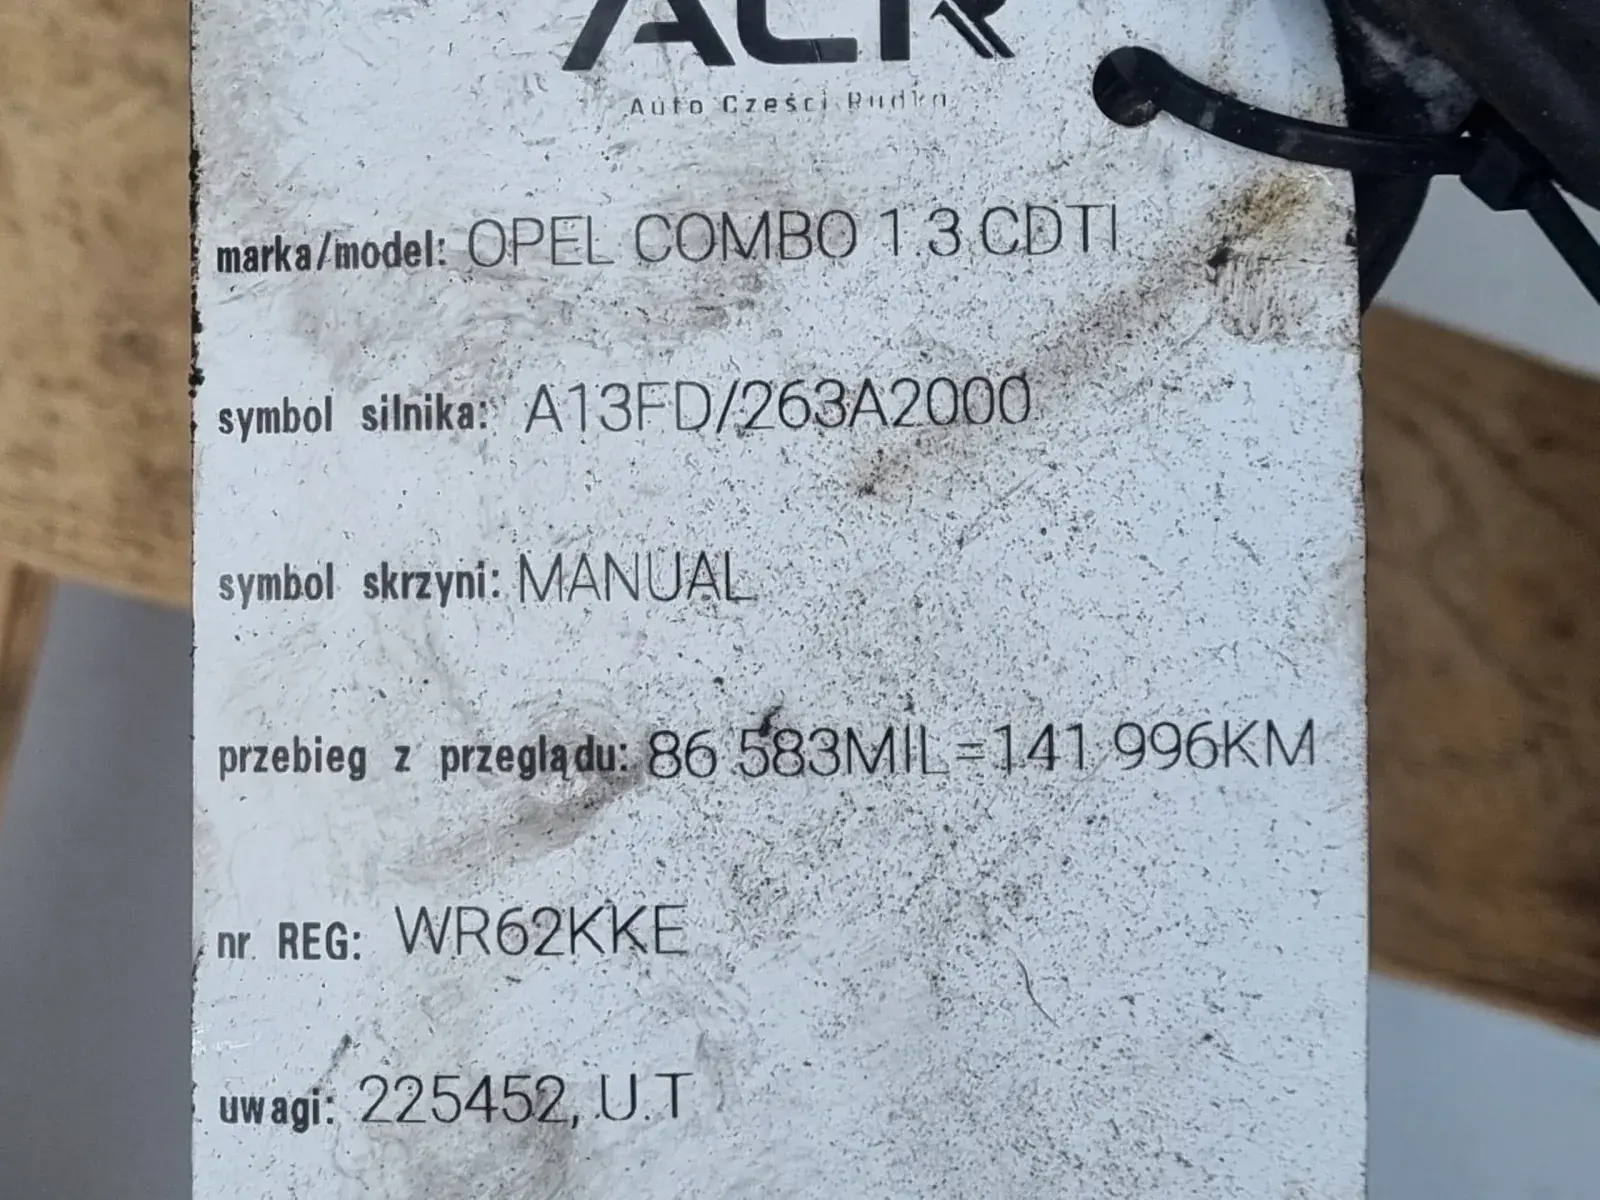 ACR
Auto Części Rudka
marka/model: OPEL COMBO 1.3 CDTI
symbol silnika: A13FD/263A2000
symbol skrzyni: MANUAL
przebieg z przeglądu: 86 583MIL=141 996KM
nr. REG: WR62KKE
uwagi: 225452, U.T